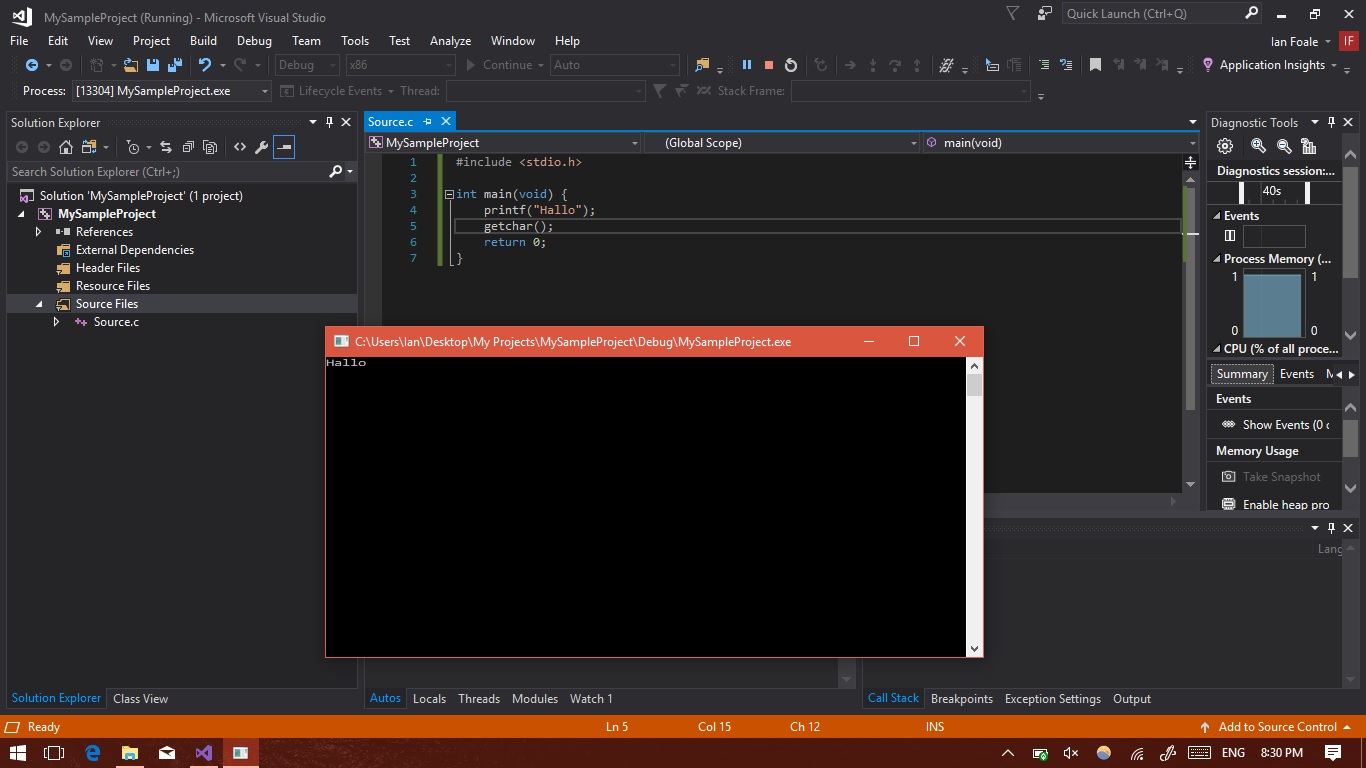 MySampleProject (Running) - Microsoft Visual Studio
Quick Launch (Ctrl+Q)
File Edit View Project Build Debug Team Tools Test Analyze Window Help
Ian Foale IF
Debug x86 Continue Auto Application Insights
Process: [13304] MySampleProject.exe Lifecycle Events Thread: Stack Frame:
Solution Explorer
Search Solution Explorer (Ctrl+;)
Solution 'MySampleProject' (1 project)
MySampleProject
References
External Dependencies
Header Files
Resource Files
Source Files
Source.c
Solution Explorer Class View
Source.c
MySampleProject (Global Scope) main(void)
1 #include <stdio.h>
2
3 int main(void) {
4 printf("Hallo");
5 getchar();
6 return 0;
7 }
C:\Users\Ian\Desktop\My Projects\MySampleProject\Debug\MySampleProject.exe
Hallo
Autos Locals Threads Modules Watch 1
Diagnostic Tools
Diagnostics session:...
40s
Events
Process Memory (...
1 1
0 0
CPU (% of all proce...
Summary Events M
Events
Show Events (0 c
Memory Usage
Take Snapshot
Enable heap pro
Lang
Call Stack Breakpoints Exception Settings Output
Ready Ln 5 Col 15 Ch 12 INS Add to Source Control
ENG 8:30 PM